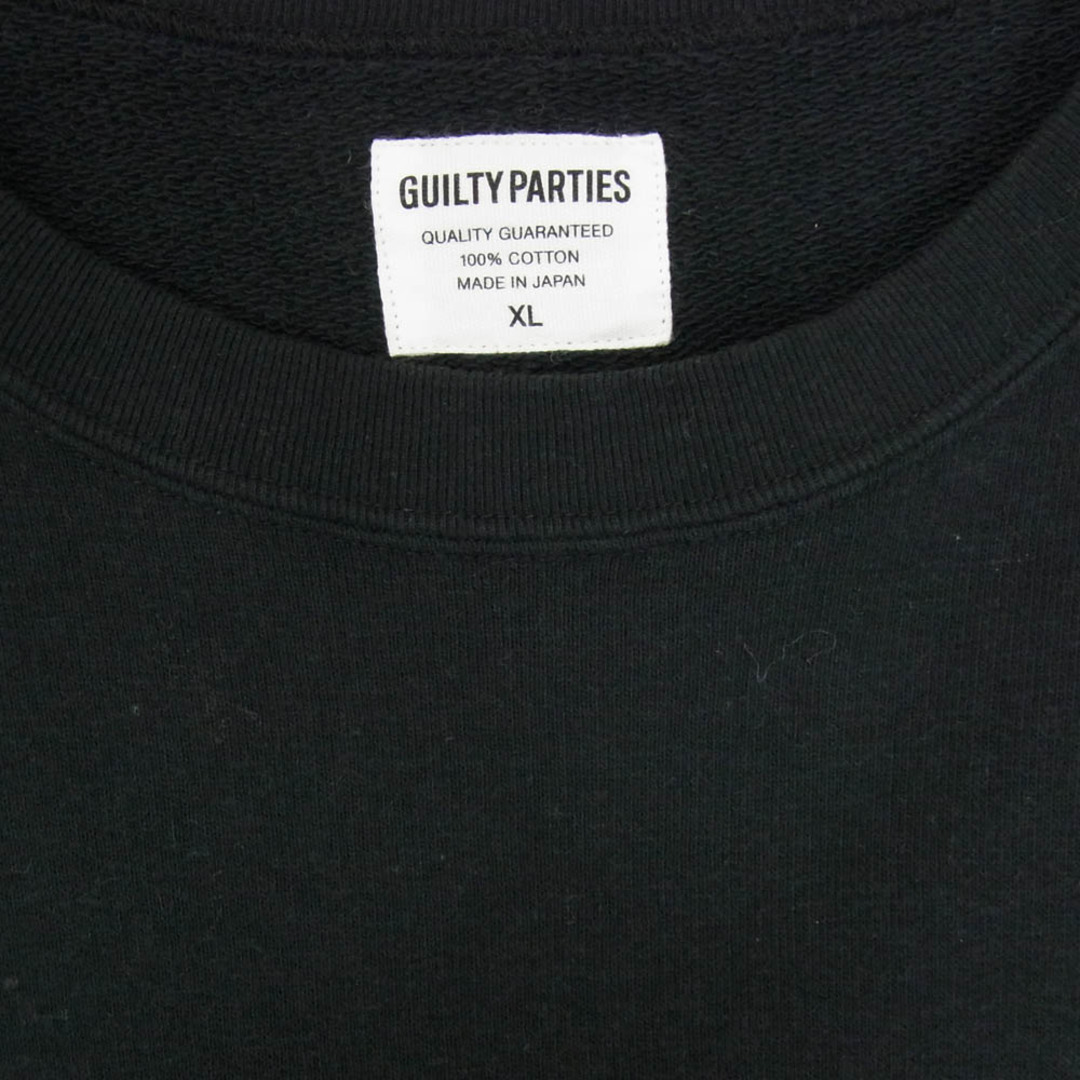 GUILTY PARTIES
QUALITY GUARANTEED
100% COTTON
MADE IN JAPAN
XL